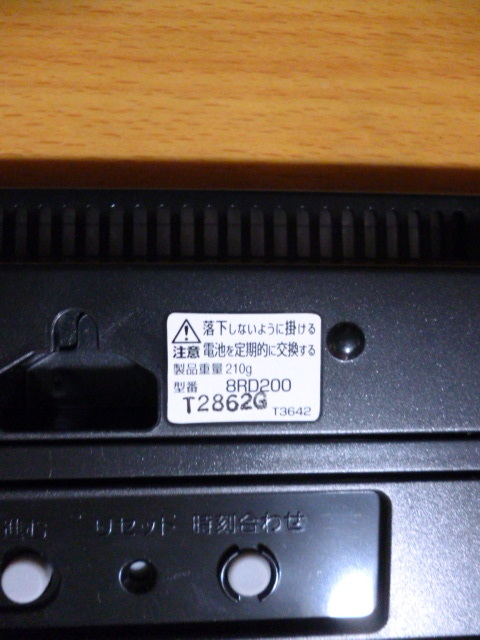 落下しないように掛ける
注意 電池を定期的に交換する
製品重量 210g
型番 8RD200
T2862G T3642
リセット 時刻合わせ